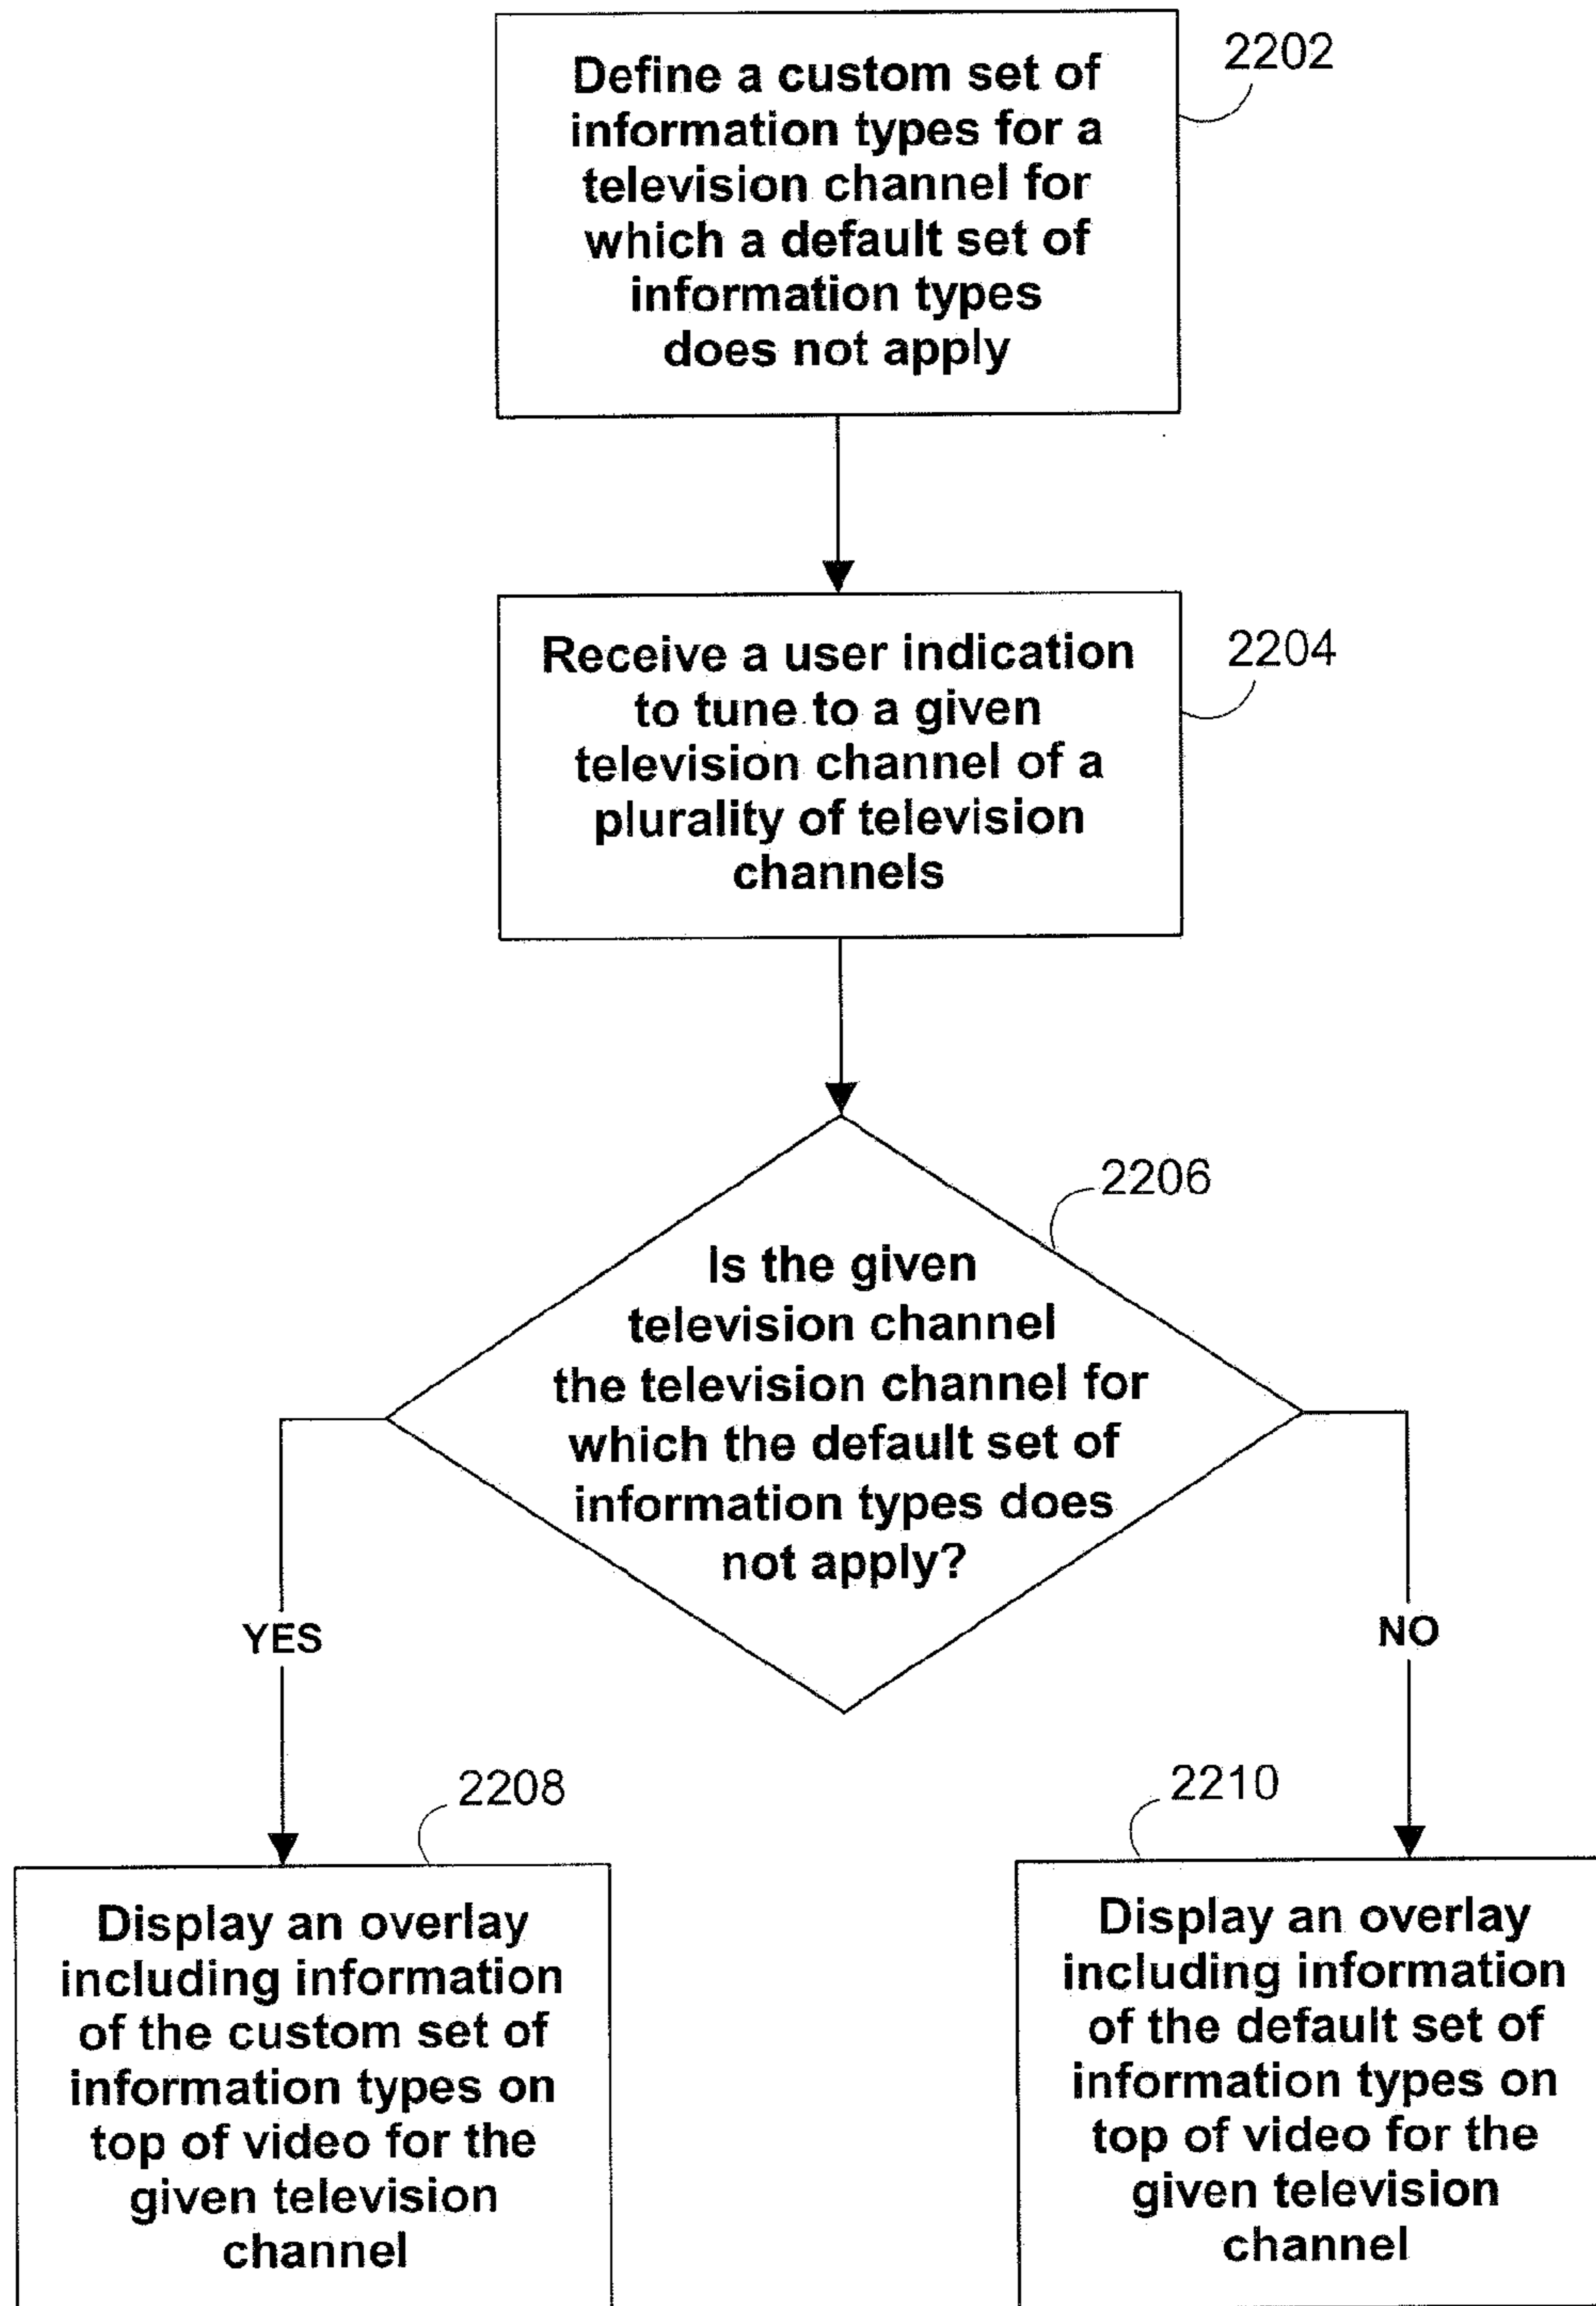 Define a custom set of
information types for a
television channel for
which a default set of
information types
does not apply
2202
Receive a user indication
to tune to a given
television channel of a
plurality of television
channels
2204
2206
Is the given
television channel
the television channel for
which the default set of
information types does
not apply?
YES
NO
2208
Display an overlay
including information
of the custom set of
information types on
top of video for the
given television
channel
2210
Display an overlay
including information
of the default set of
information types on
top of video for the
given television
channel